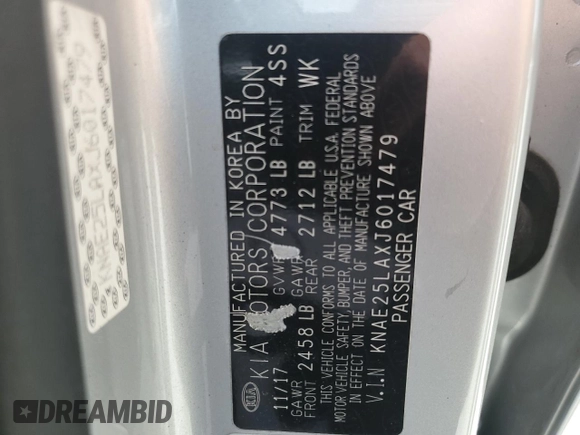 KNAE25LAXJ6017479
MANUFACTURED IN KOREA BY
KIA MOTORS CORPORATION
11/17 GVWR 4773 LB PAINT 4SS
GAWR FRONT 2458 LB GAWR REAR 2712 LB TRIM WK
THIS VEHICLE CONFORMS TO ALL APPLICABLE U.S.A. FEDERAL
MOTOR VEHICLE SAFETY, BUMPER, AND THEFT PREVENTION STANDARDS
IN EFFECT ON THE DATE OF MANUFACTURE SHOWN ABOVE
V.I.N KNAE25LAXJ6017479
PASSENGER CAR
KIA
DREAMBID